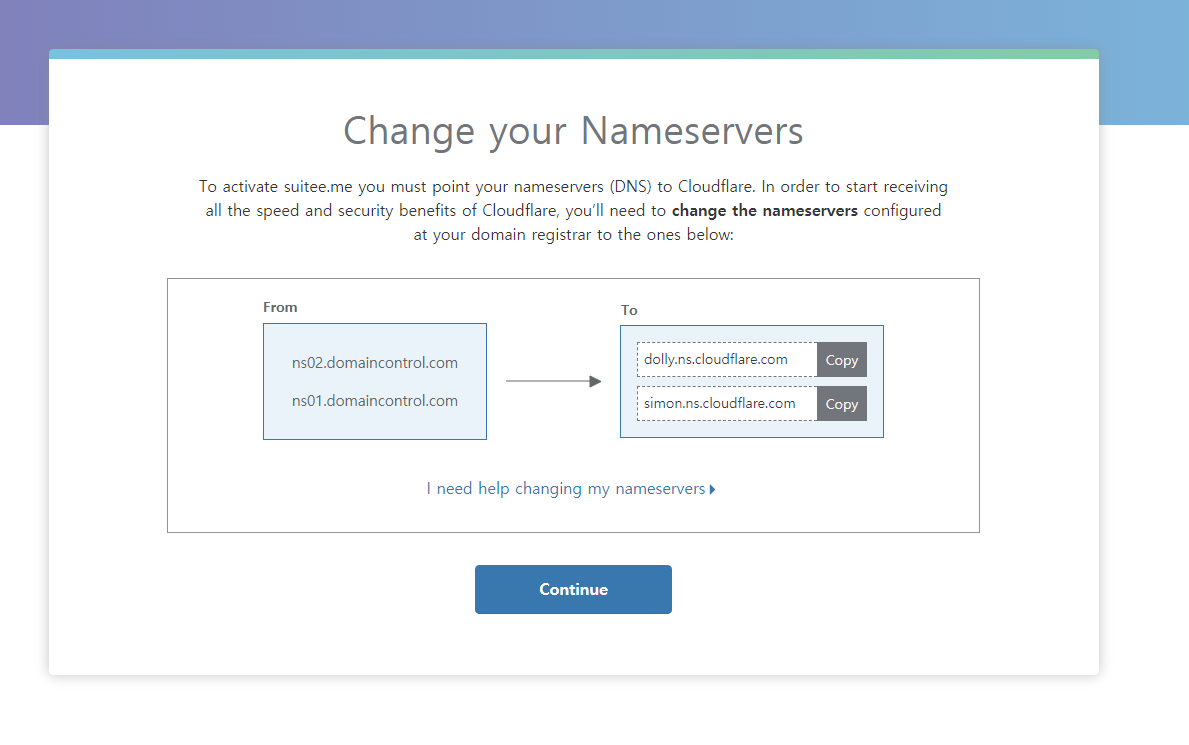 Change your Nameservers
To activate suitee.me you must point your nameservers (DNS) to Cloudflare. In order to start receiving
all the speed and security benefits of Cloudflare, you'll need to change the nameservers configured
at your domain registrar to the ones below:
From
ns02.domaincontrol.com
ns01.domaincontrol.com
To
dolly.ns.cloudflare.com Copy
simon.ns.cloudflare.com Copy
I need help changing my nameservers
Continue